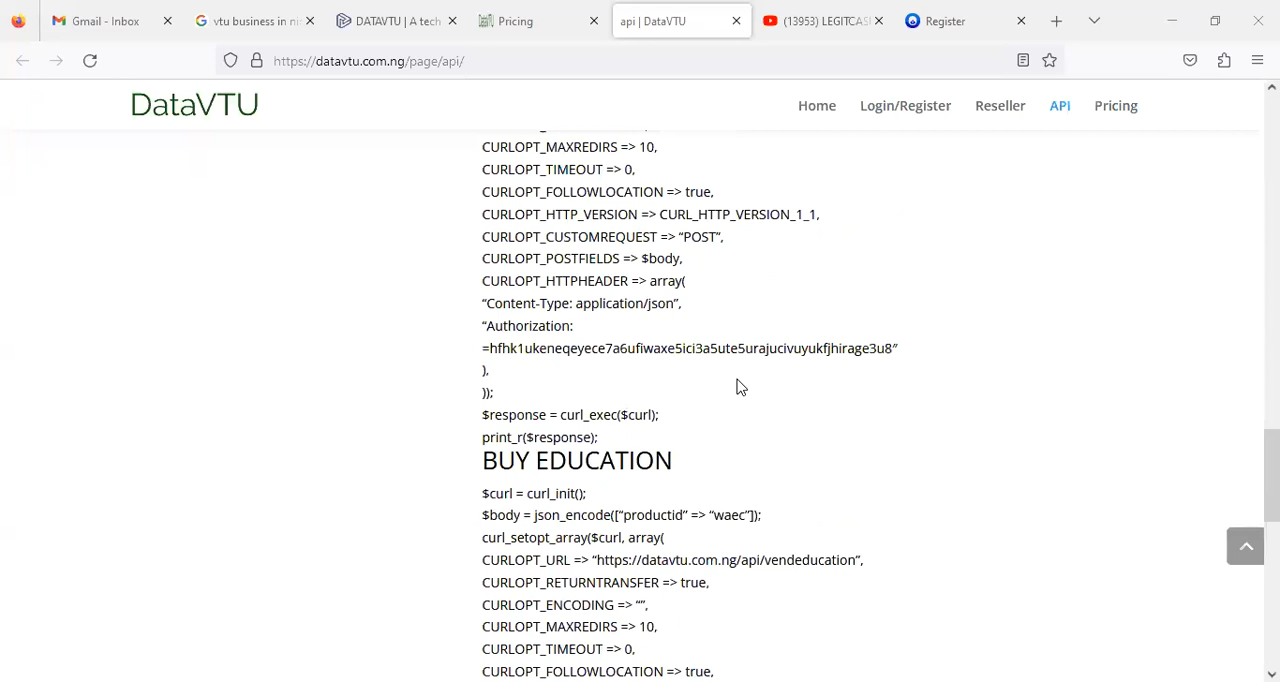 Gmail - Inbox
vtu business in ni
DATAVTU | A tech
Pricing
api | DataVTU
(13953) LEGITCAS
Register
https://datavtu.com.ng/page/api/
DataVTU
Home
Login/Register
Reseller
API
Pricing
CURLOPT_MAXREDIRS => 10,
CURLOPT_TIMEOUT => 0,
CURLOPT_FOLLOWLOCATION => true,
CURLOPT_HTTP_VERSION => CURL_HTTP_VERSION_1_1,
CURLOPT_CUSTOMREQUEST => “POST”,
CURLOPT_POSTFIELDS => $body,
CURLOPT_HTTPHEADER => array(
“Content-Type: application/json”,
“Authorization:
=hfhk1ukeneqeyece7a6ufiwaxe5ici3a5ute5urajucivuyukfjhirage3u8″
),
));
$response = curl_exec($curl);
print_r($response);
BUY EDUCATION
$curl = curl_init();
$body = json_encode([“productid” => “waec”]);
curl_setopt_array($curl, array(
CURLOPT_URL => “https://datavtu.com.ng/api/vendeducation”,
CURLOPT_RETURNTRANSFER => true,
CURLOPT_ENCODING => “”,
CURLOPT_MAXREDIRS => 10,
CURLOPT_TIMEOUT => 0,
CURLOPT_FOLLOWLOCATION => true,